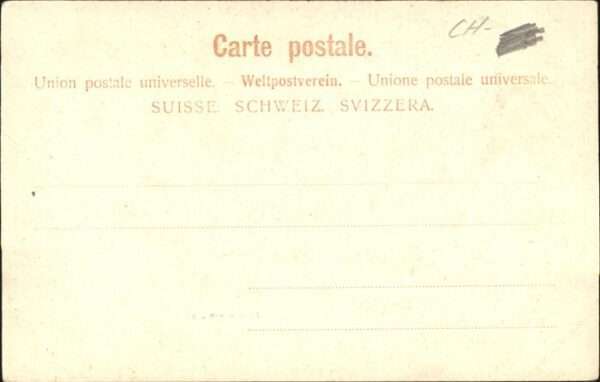 CH-
Carte postale.
Union postale universelle. – Weltpostverein. – Unione postale universale.
SUISSE. SCHWEIZ. SVIZZERA.